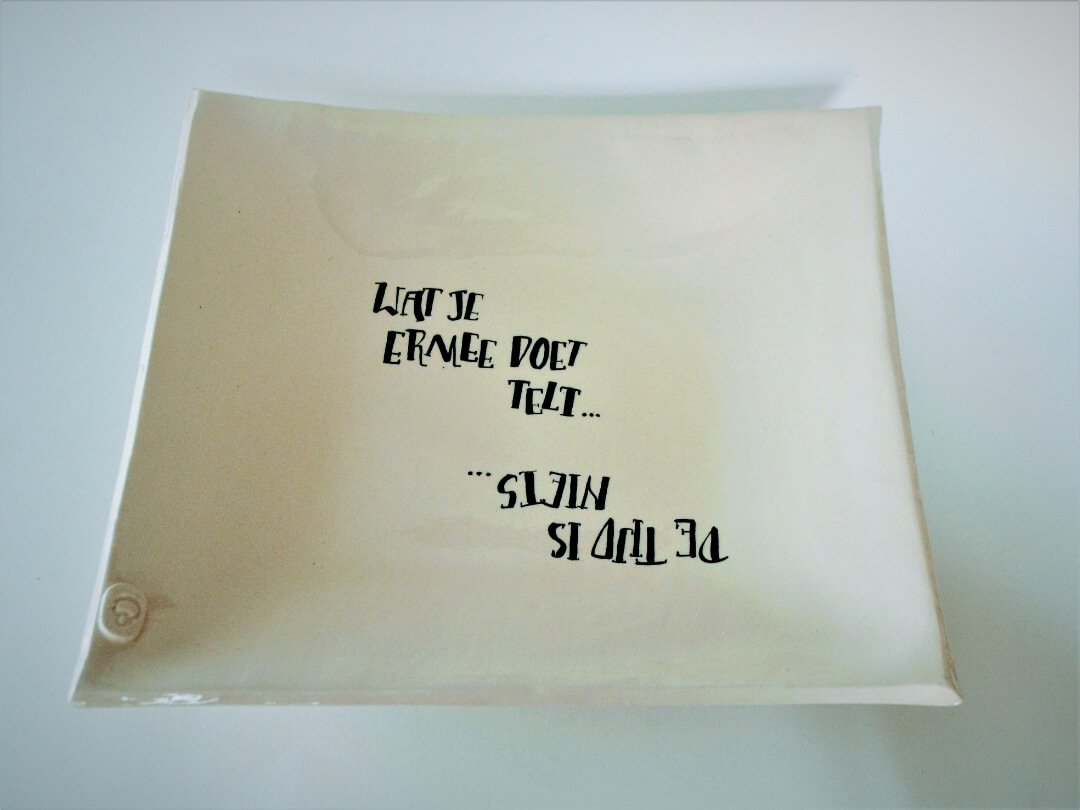 WAT JE
ERMEE DOET
TELT...
DE TIJD IS
NIETS...